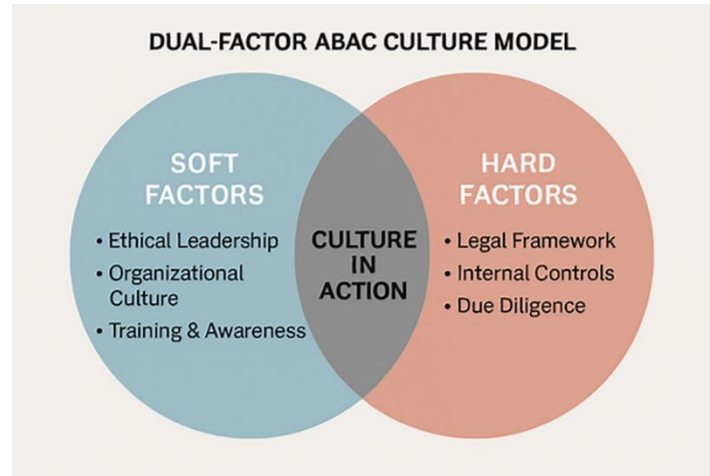 DUAL-FACTOR ABAC CULTURE MODEL
SOFT
FACTORS
• Ethical Leadership
• Organizational
Culture
• Training & Awareness
CULTURE
IN
ACTION
HARD
FACTORS
• Legal Framework
• Internal Controls
• Due Diligence